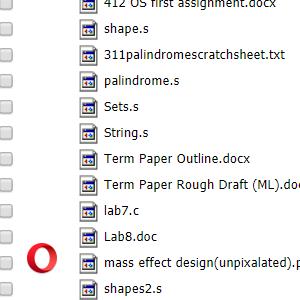 412 OS first assignment.docx
shape.s
311palindromescratchsheet.txt
palindrome.s
Sets.s
String.s
Term Paper Outline.docx
Term Paper Rough Draft (ML).do
lab7.c
Lab8.doc
mass effect design(unpixalated).p
shapes2.s